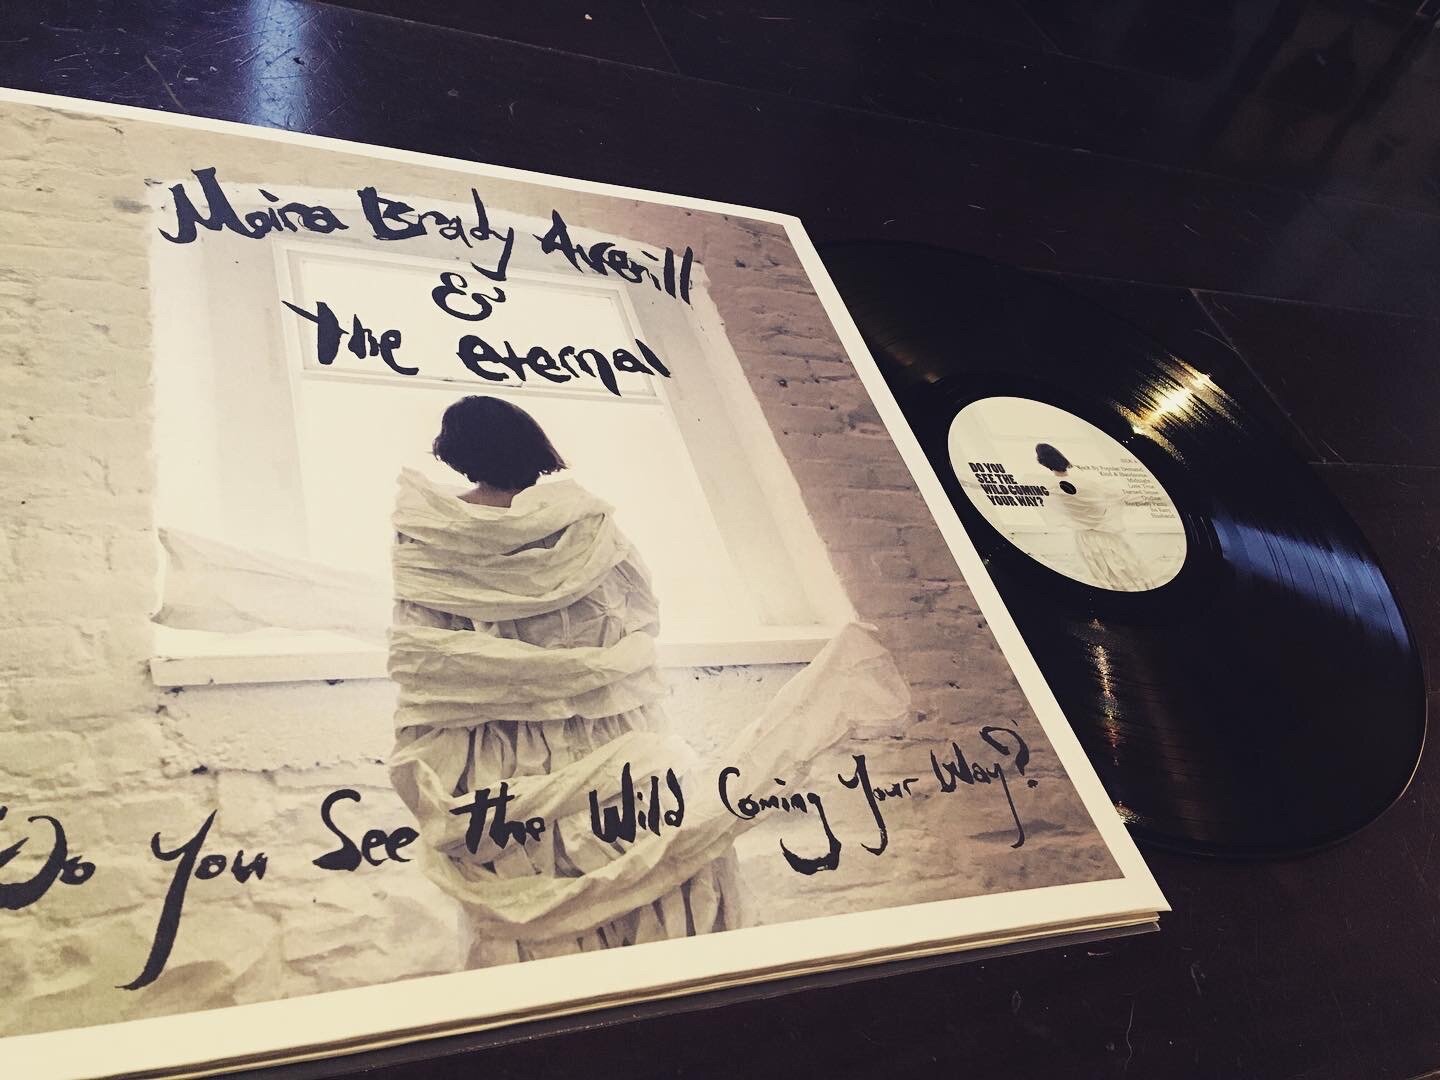 Moira Brady Averill
&
the eternal
Do You See the Wild Coming Your Way?
DO YOU
SEE THE
WILD COMING
YOUR WAY?
Midnight